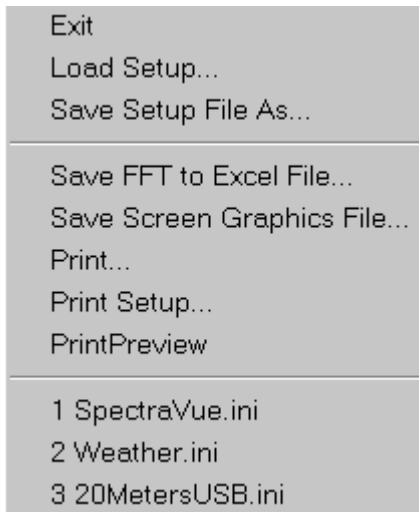 Exit
Load Setup...
Save Setup File As...
Save FFT to Excel File...
Save Screen Graphics File...
Print...
Print Setup...
PrintPreview
1 SpectraVue.ini
2 Weather.ini
3 20MetersUSB.ini